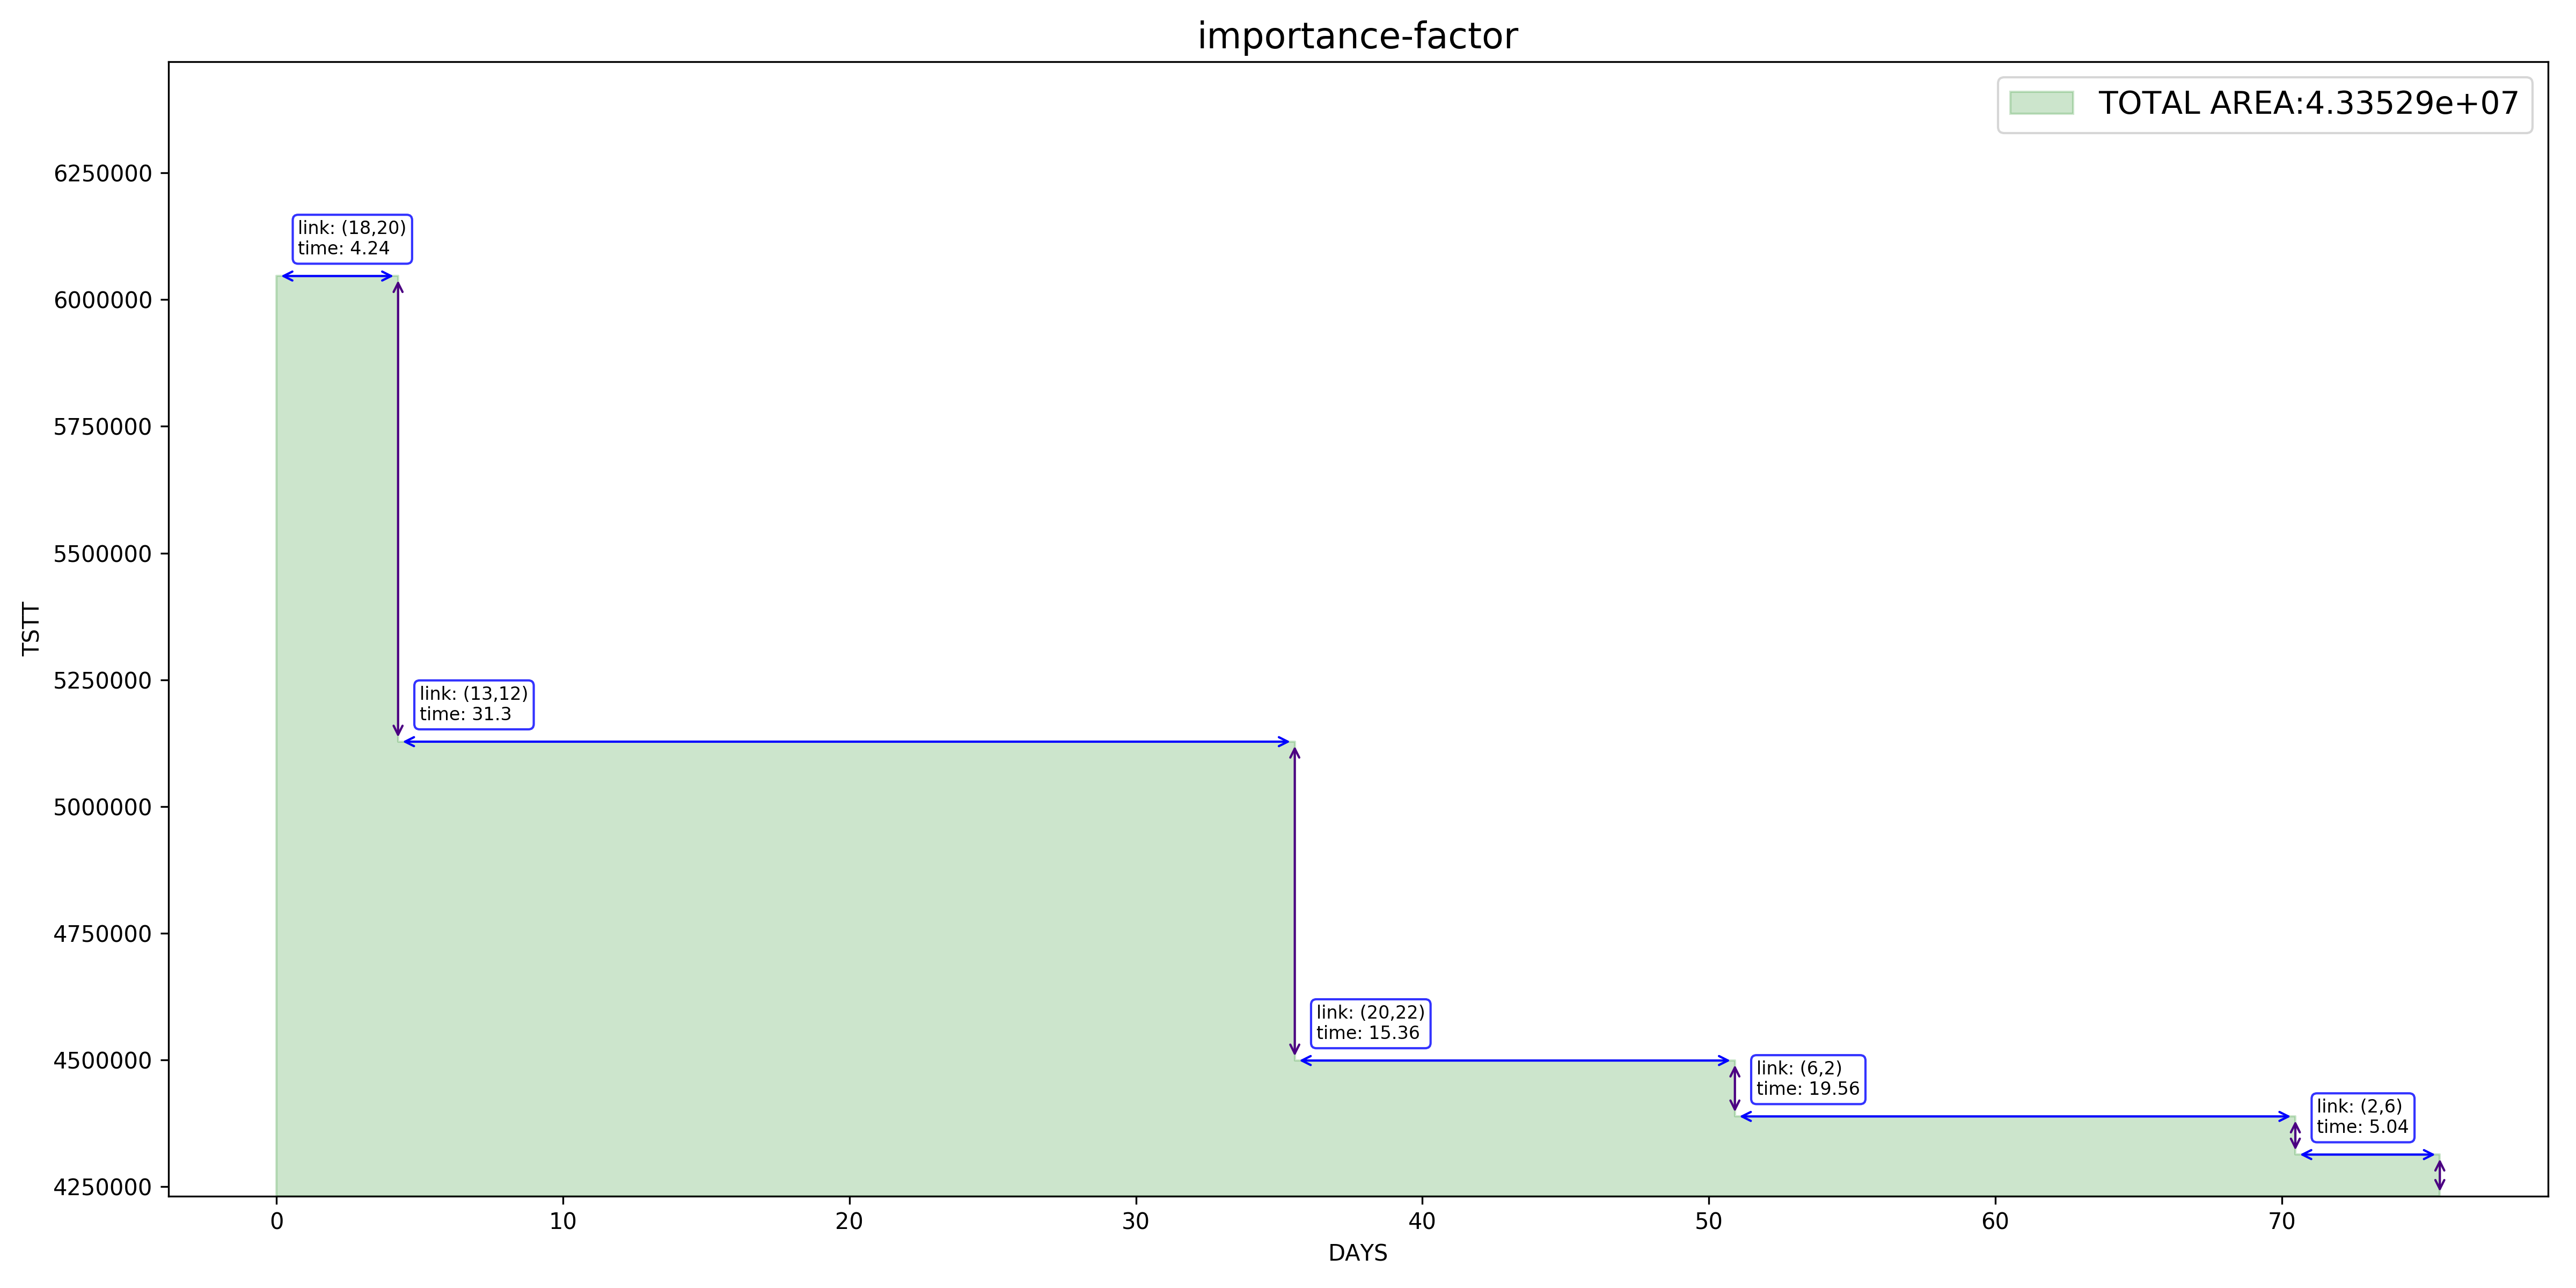 importance-factor
TOTAL AREA:4.33529e+07
6250000
6000000
5750000
5500000
5250000
5000000
4750000
4500000
4250000
TSTT
link: (18,20)
time: 4.24
link: (13,12)
time: 31.3
link: (20,22)
time: 15.36
link: (6,2)
time: 19.56
link: (2,6)
time: 5.04
0 10 20 30 40 50 60 70
DAYS